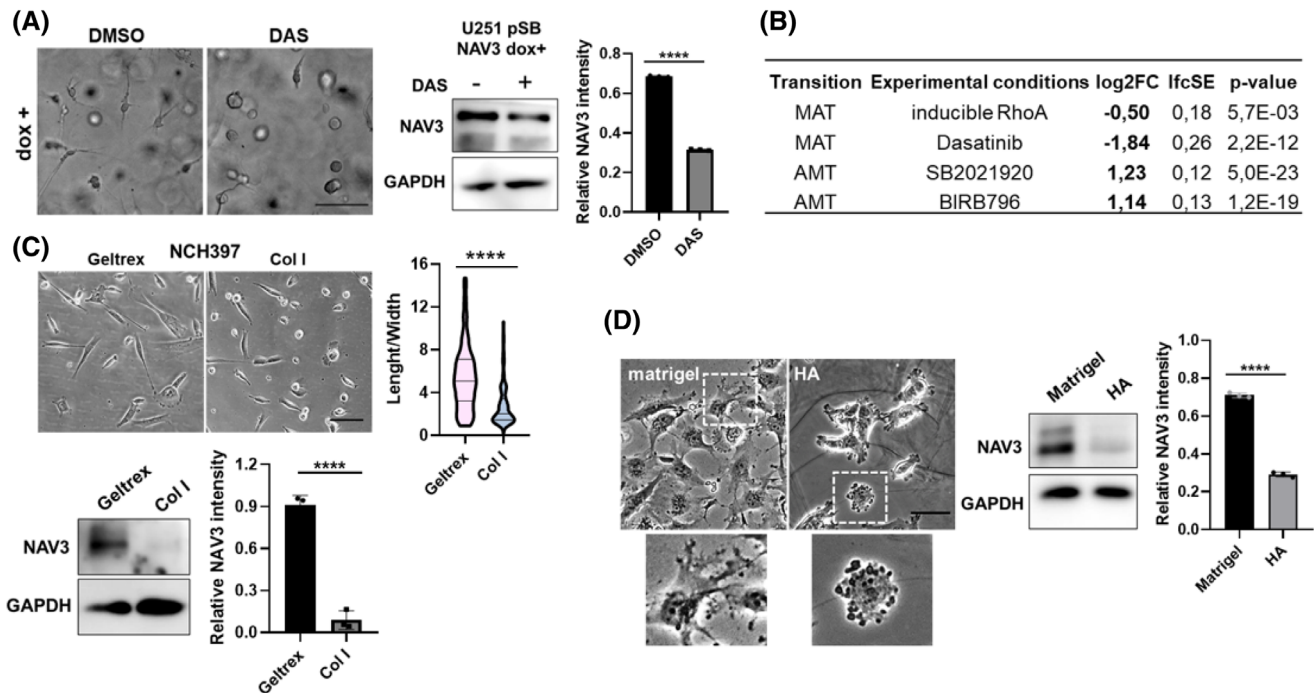 (A)
DMSO
DAS
dox +
U251 pSB
NAV3 dox+
DAS - +
NAV3
GAPDH
Relative NAV3 intensity
0.8
0.6
0.4
0.2
0.0
****
DMSO
DAS
(B)
Transition Experimental conditions log2FC lfcSE p-value
MAT inducible RhoA -0,50 0,18 5,7E-03
MAT Dasatinib -1,84 0,26 2,2E-12
AMT SB2021920 1,23 0,12 5,0E-23
AMT BIRB796 1,14 0,13 1,2E-19
(C)
NCH397
Geltrex
Col I
Lenght/Width
16
12
8
4
0
****
Geltrex
Col I
Geltrex
Col I
NAV3
GAPDH
Relative NAV3 intensity
1.2
0.9
0.6
0.3
0.0
****
Geltrex
Col I
(D)
matrigel
HA
Matrigel
HA
NAV3
GAPDH
Relative NAV3 intensity
1.0
0.8
0.6
0.4
0.2
0.0
****
Matrigel
HA